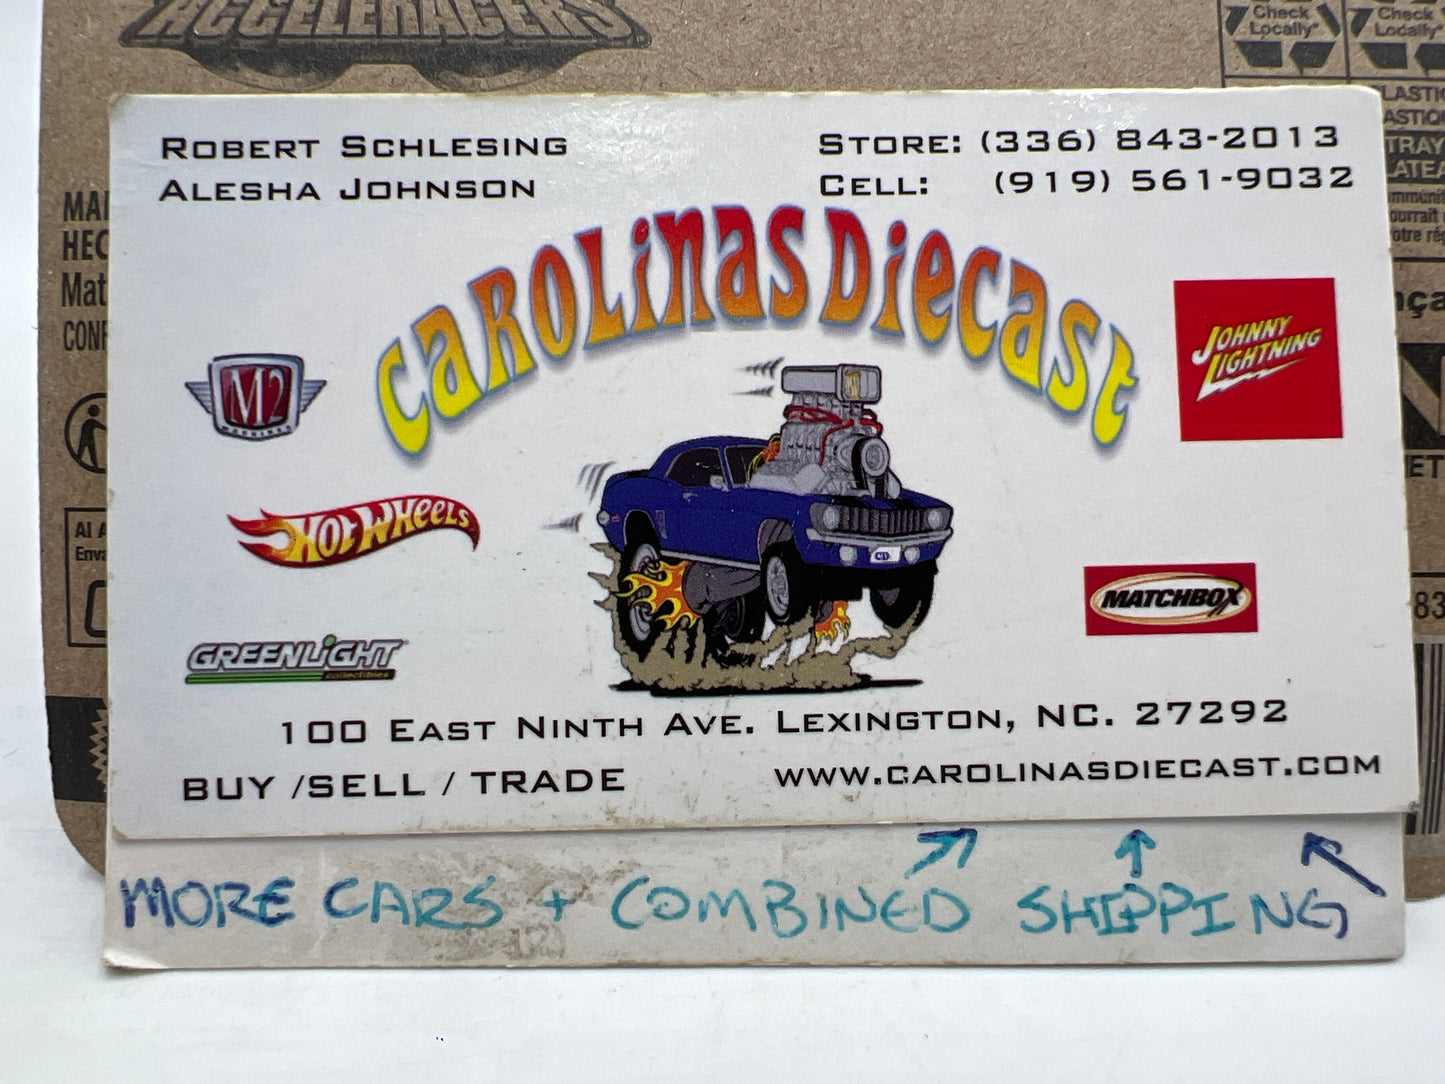 ACCELERACERS
Check Locally*
Check Locally*
ROBERT SCHLESING
ALESHA JOHNSON
STORE: (336) 843-2013
CELL: (919) 561-9032
CAROLINAS DIECAST
M2
MACHINES
JOHNNY
LIGHTNING
HOT WHEELS
MATCHBOX
GREENLIGHT
collectibles
100 EAST NINTH AVE. LEXINGTON, NC. 27292
BUY /SELL / TRADE
WWW.CAROLINASDIECAST.COM
MORE CARS + COMBINED SHIPPING